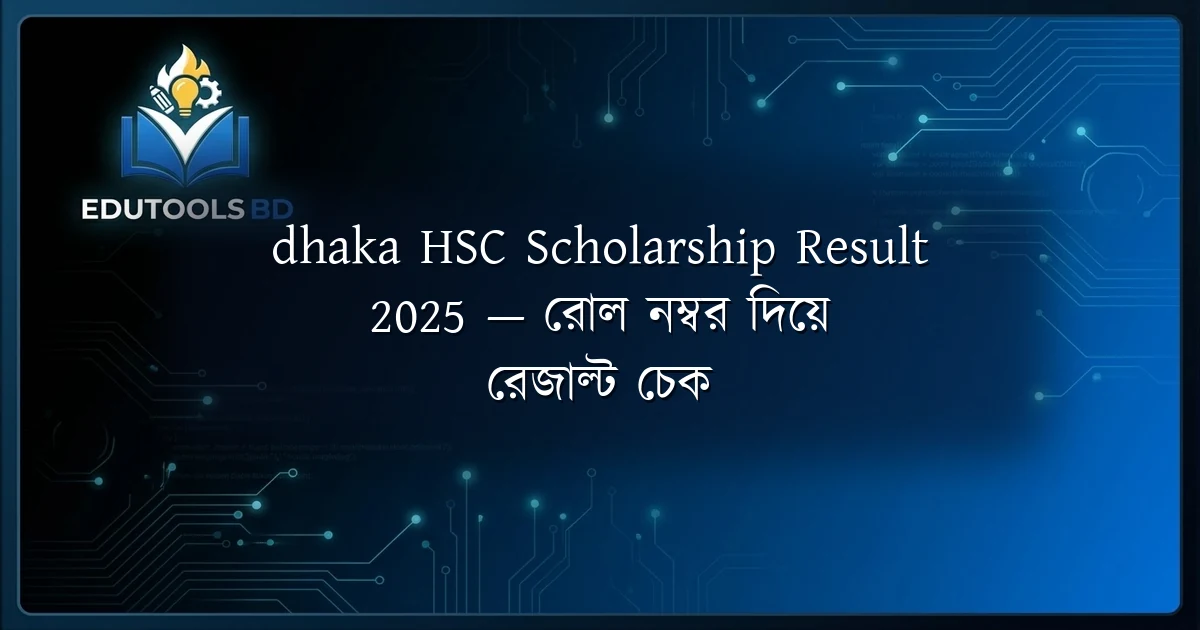 EDUTOOLS BD
dhaka HSC Scholarship Result
2025 — রোল নম্বর দিয়ে
রেজাল্ট চেক